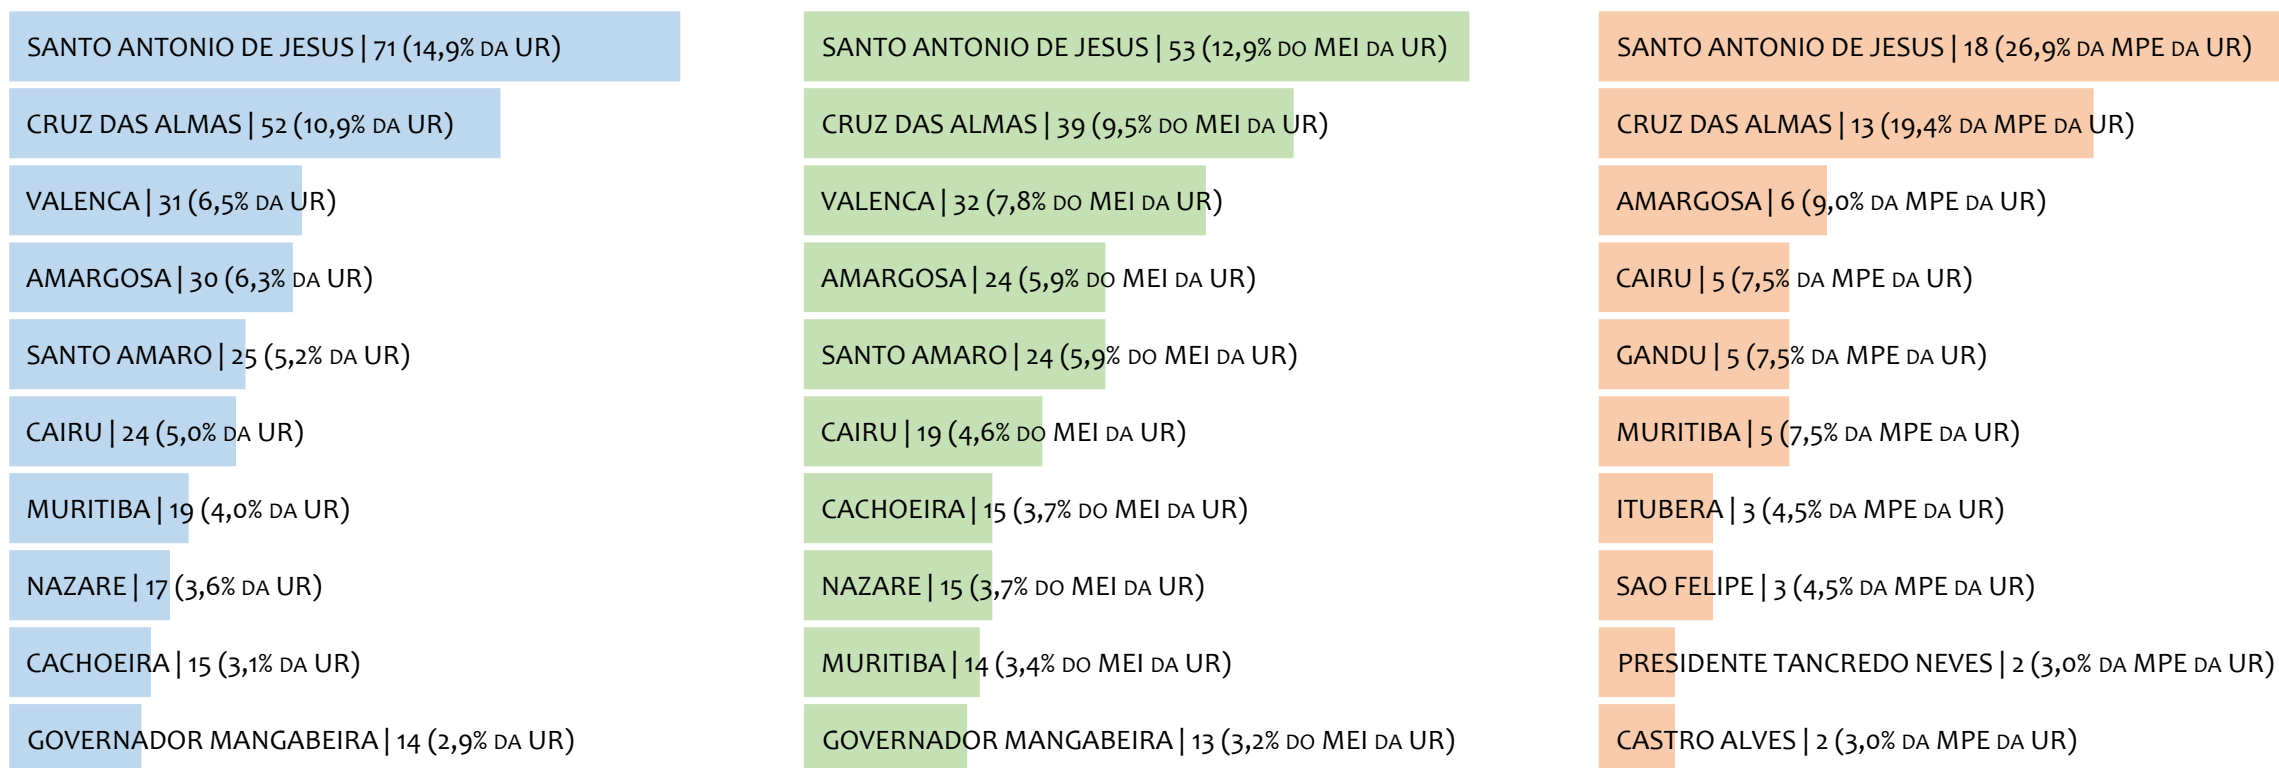 SANTO ANTONIO DE JESUS | 71 (14,9% DA UR)
CRUZ DAS ALMAS | 52 (10,9% DA UR)
VALENCA | 31 (6,5% DA UR)
AMARGOSA | 30 (6,3% DA UR)
SANTO AMARO | 25 (5,2% DA UR)
CAIRU | 24 (5,0% DA UR)
MURITIBA | 19 (4,0% DA UR)
NAZARE | 17 (3,6% DA UR)
CACHOEIRA | 15 (3,1% DA UR)
GOVERNADOR MANGABEIRA | 14 (2,9% DA UR)
SANTO ANTONIO DE JESUS | 53 (12,9% DO MEI DA UR)
CRUZ DAS ALMAS | 39 (9,5% DO MEI DA UR)
VALENCA | 32 (7,8% DO MEI DA UR)
AMARGOSA | 24 (5,9% DO MEI DA UR)
SANTO AMARO | 24 (5,9% DO MEI DA UR)
CAIRU | 19 (4,6% DO MEI DA UR)
CACHOEIRA | 15 (3,7% DO MEI DA UR)
NAZARE | 15 (3,7% DO MEI DA UR)
MURITIBA | 14 (3,4% DO MEI DA UR)
GOVERNADOR MANGABEIRA | 13 (3,2% DO MEI DA UR)
SANTO ANTONIO DE JESUS | 18 (26,9% DA MPE DA UR)
CRUZ DAS ALMAS | 13 (19,4% DA MPE DA UR)
AMARGOSA | 6 (9,0% DA MPE DA UR)
CAIRU | 5 (7,5% DA MPE DA UR)
GANDU | 5 (7,5% DA MPE DA UR)
MURITIBA | 5 (7,5% DA MPE DA UR)
ITUBERA | 3 (4,5% DA MPE DA UR)
SAO FELIPE | 3 (4,5% DA MPE DA UR)
PRESIDENTE TANCREDO NEVES | 2 (3,0% DA MPE DA UR)
CASTRO ALVES | 2 (3,0% DA MPE DA UR)